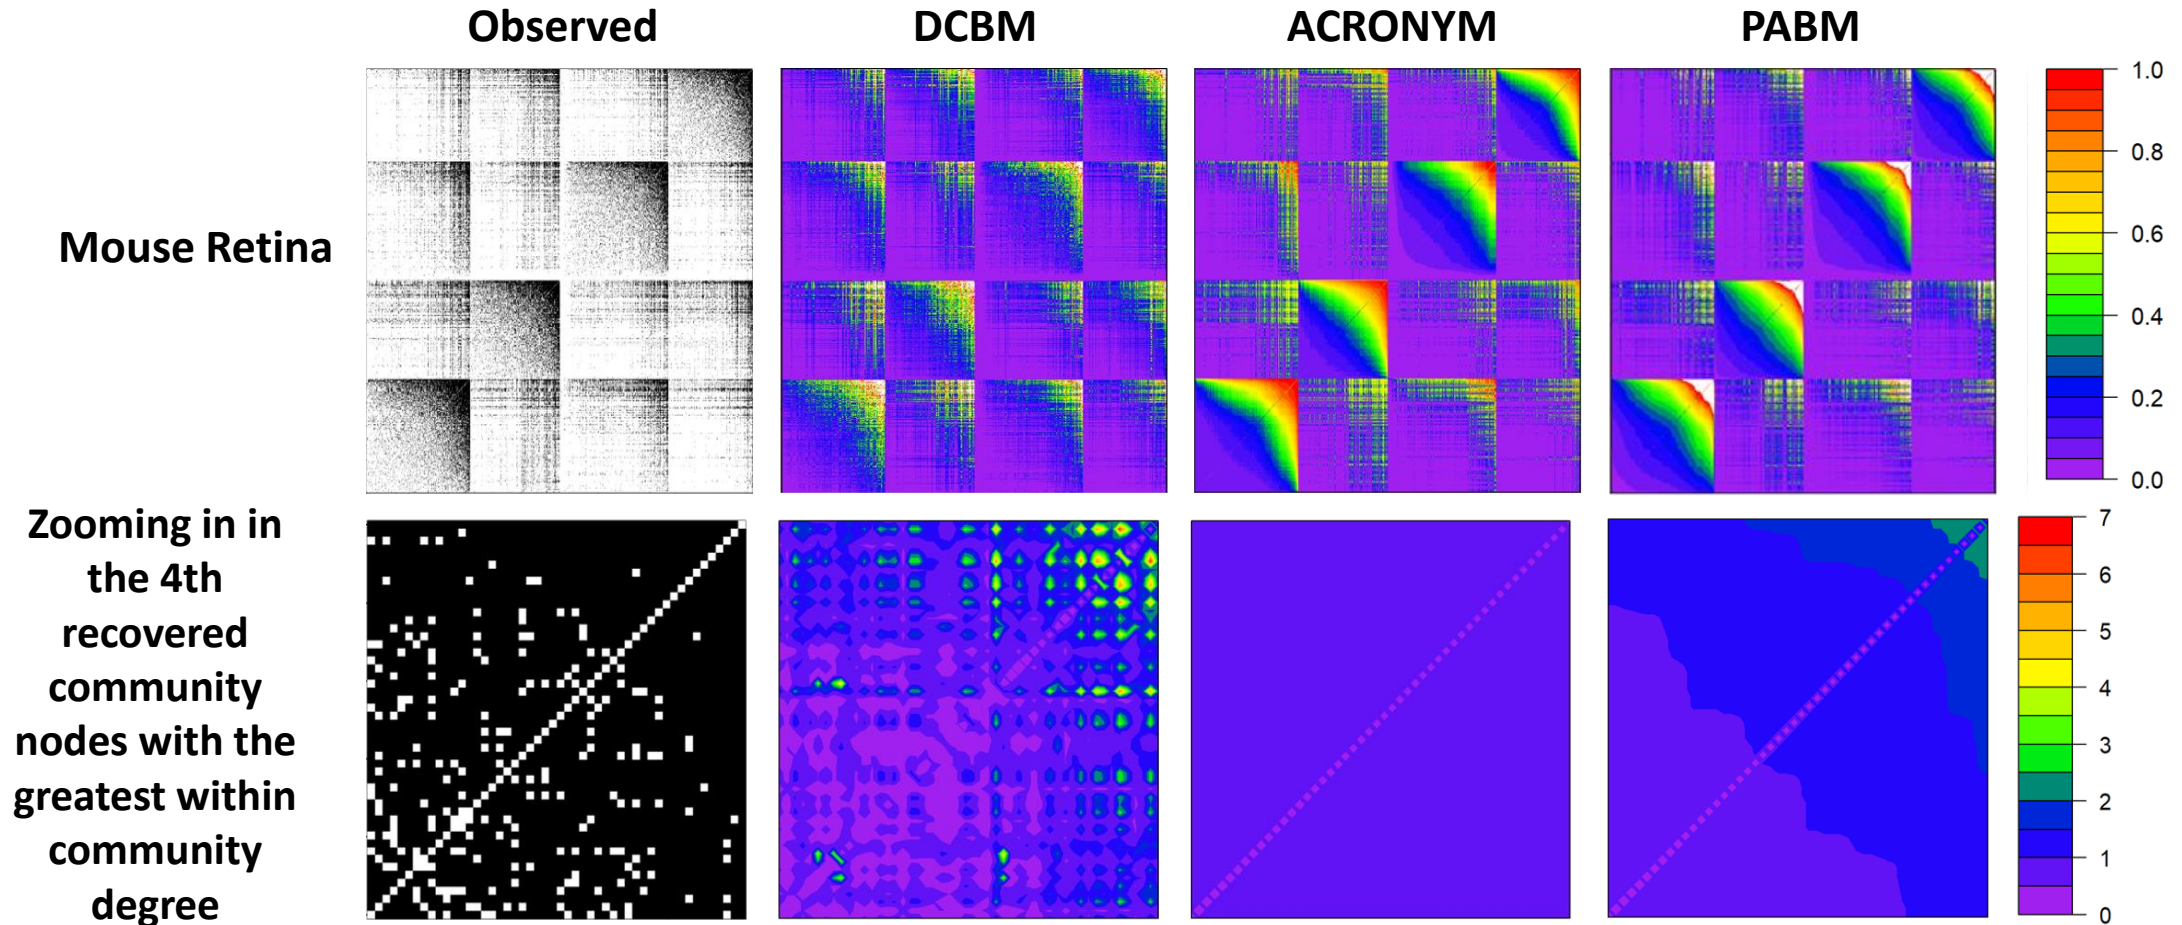 Observed
DCBM
ACRONYM
PABM
Mouse Retina
1.0
0.8
0.6
0.4
0.2
0.0
Zooming in in
the 4th
recovered
community
nodes with the
greatest within
community
degree
7
6
5
4
3
2
1
0